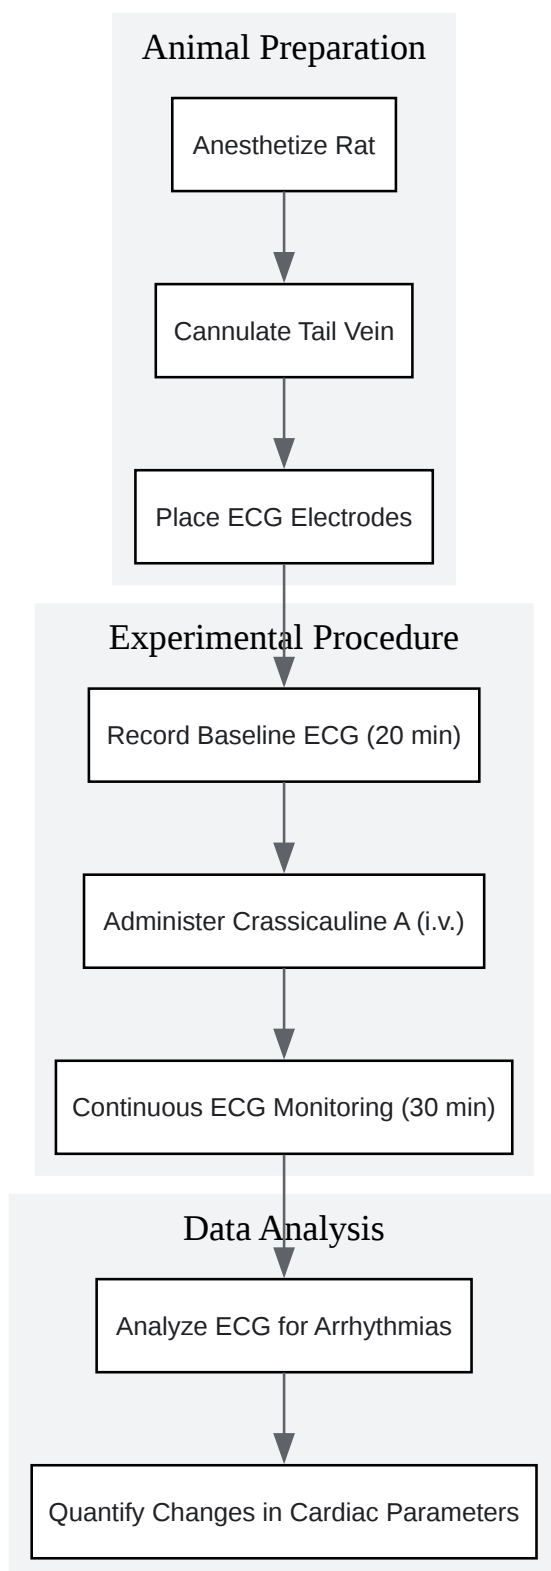 Animal Preparation
Anesthetize Rat
Cannulate Tail Vein
Place ECG Electrodes
Experimental Procedure
Record Baseline ECG (20 min)
Administer Crassicauline A (i.v.)
Continuous ECG Monitoring (30 min)
Data Analysis
Analyze ECG for Arrhythmias
Quantify Changes in Cardiac Parameters